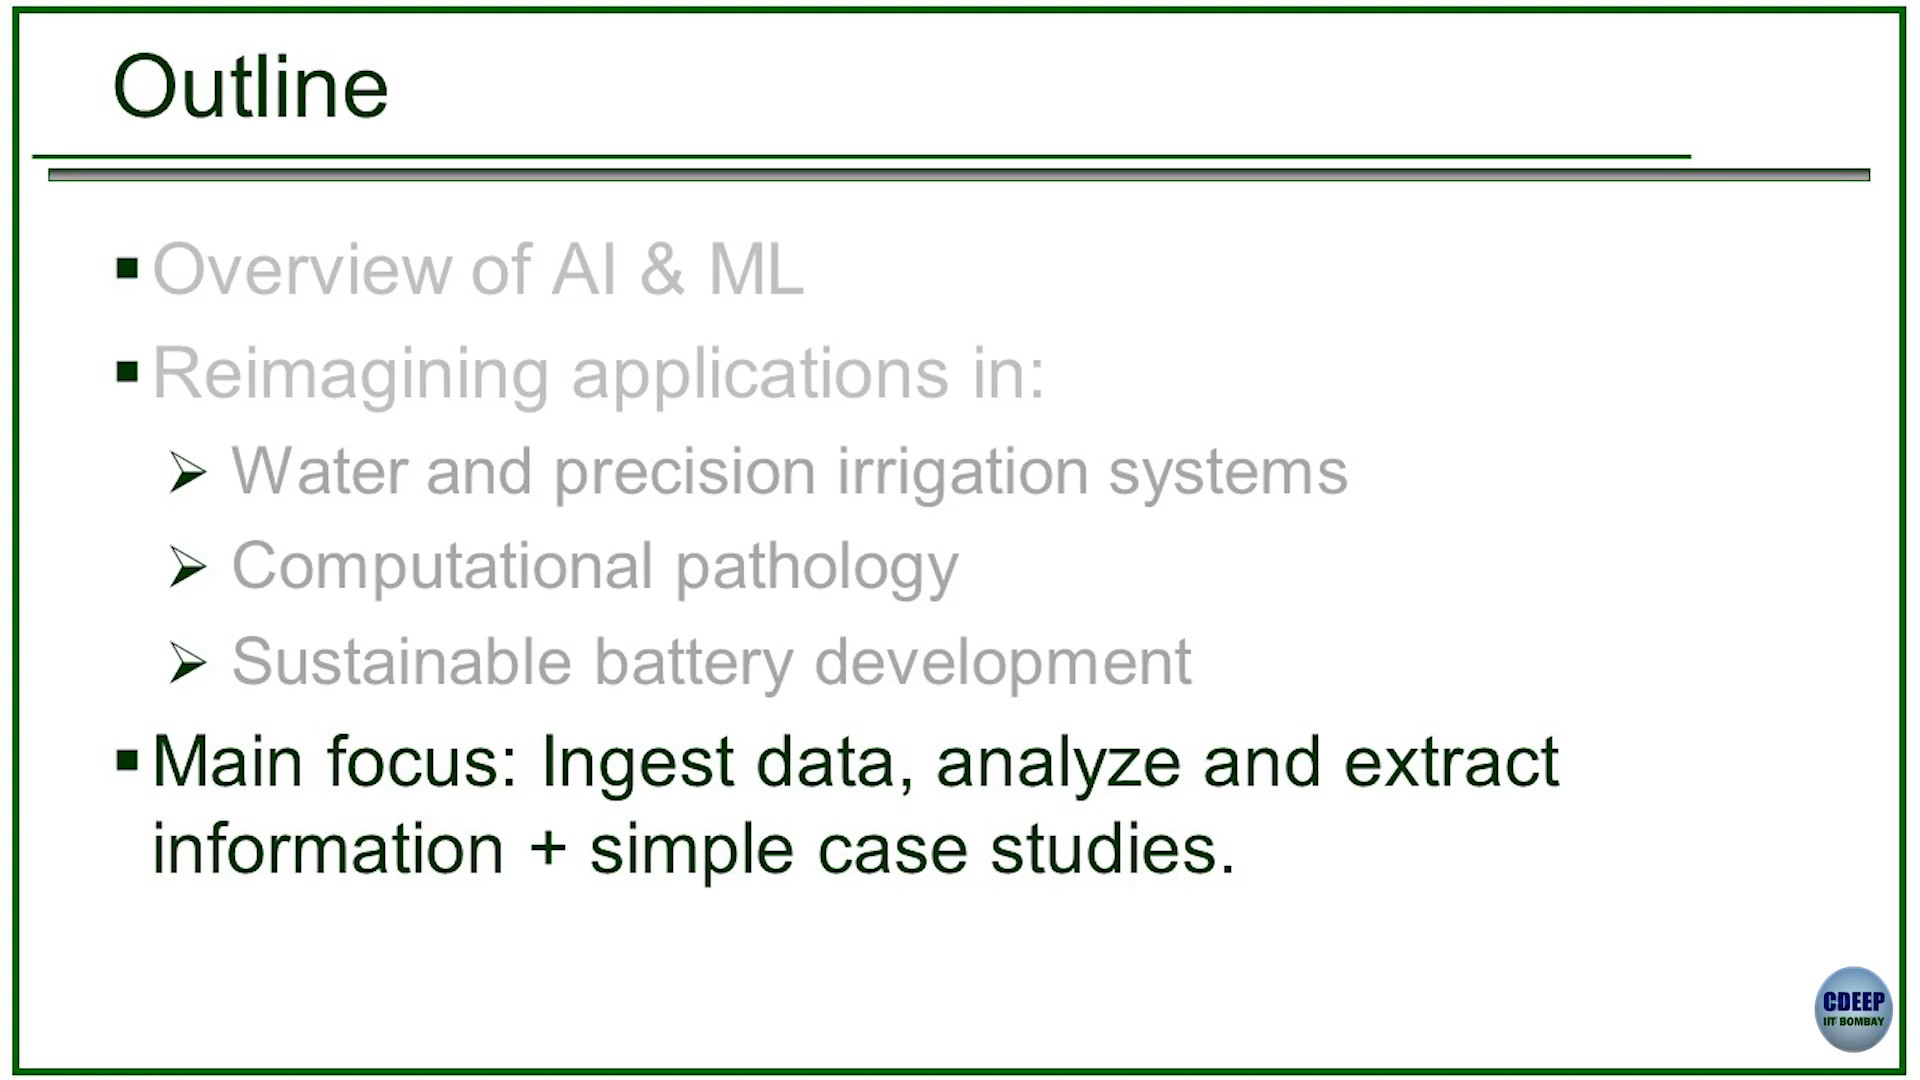 Outline
Overview of AI & ML
Reimagining applications in:
Water and precision irrigation systems
Computational pathology
Sustainable battery development
Main focus: Ingest data, analyze and extract
information + simple case studies.
CDEEP
IIT BOMBAY